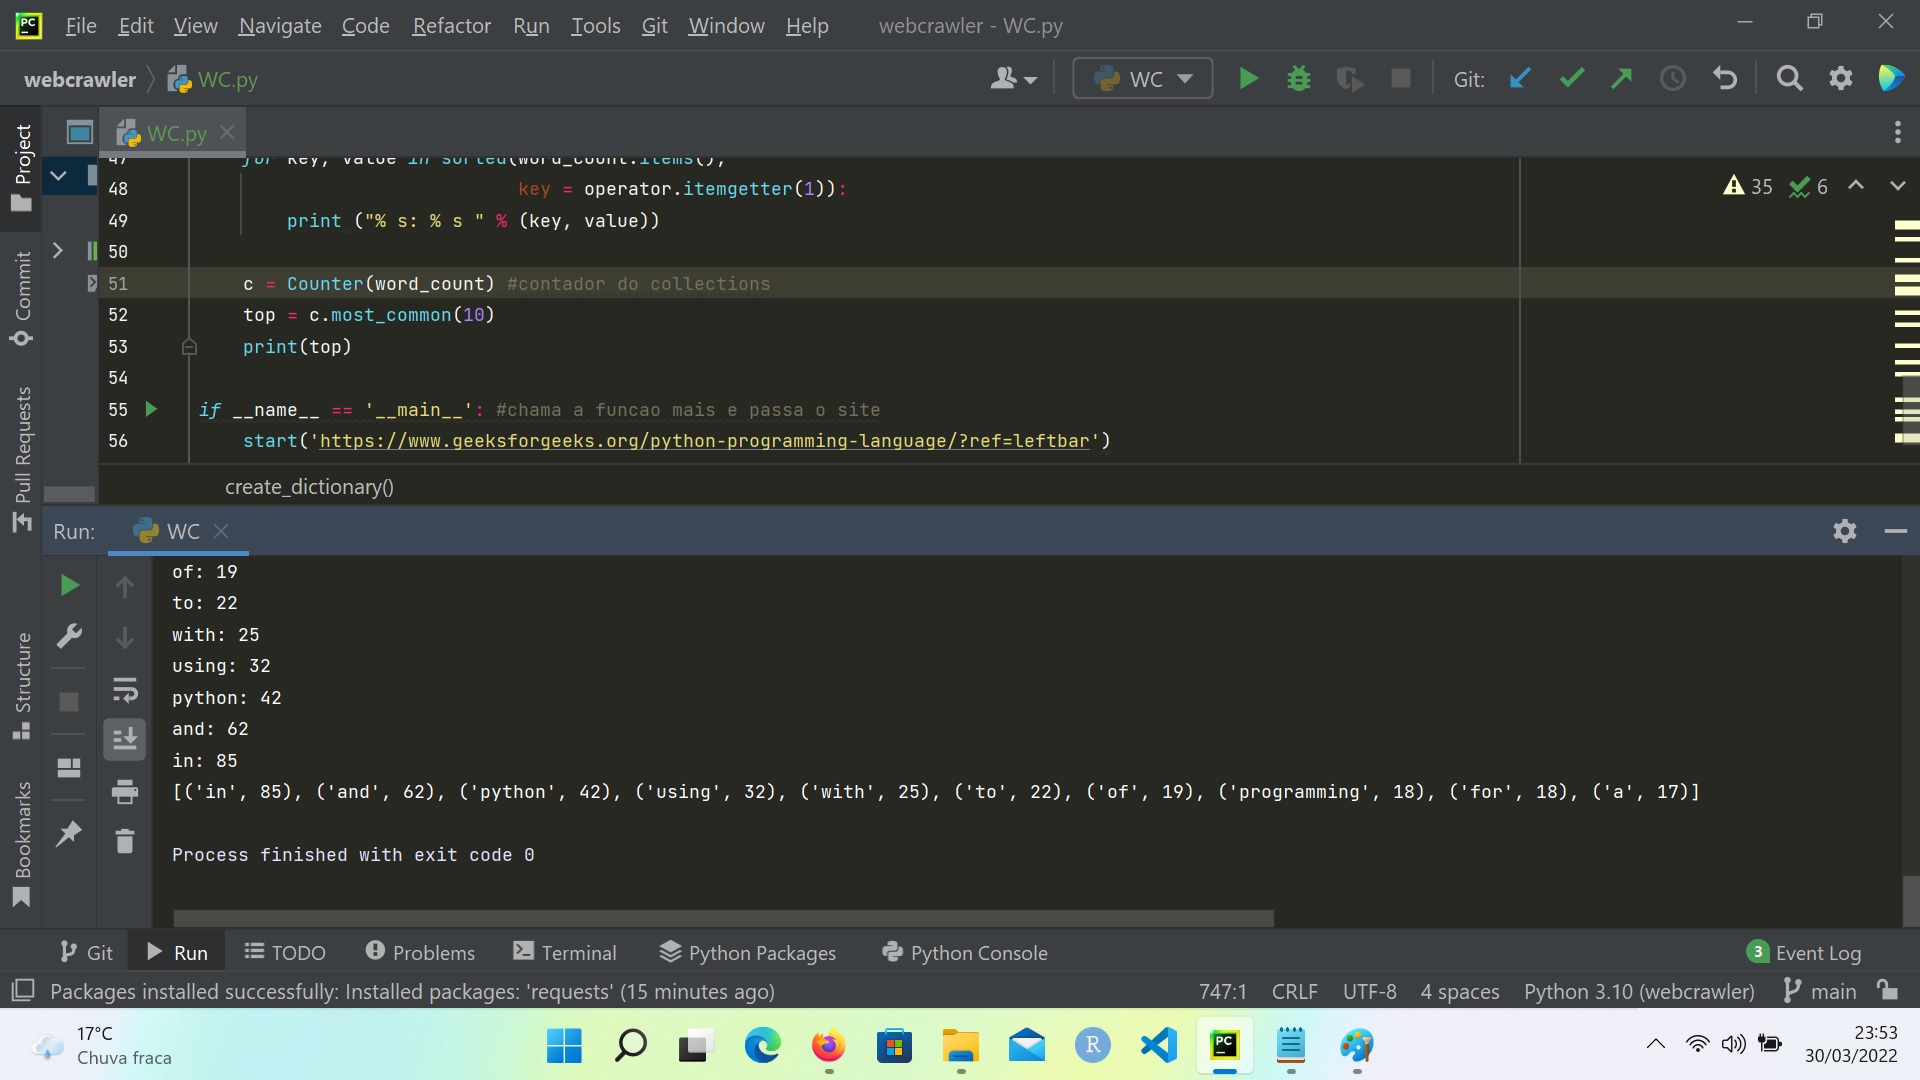 PC File Edit View Navigate Code Refactor Run Tools Git Window Help webcrawler - WC.py
webcrawler WC.py WC Git:
Project
WC.py
47 for key, value in sorted(word_count.items(),
48 key = operator.itemgetter(1)):
49 print ("% s: % s " % (key, value))
50
51 c = Counter(word_count) #contador do collections
52 top = c.most_common(10)
53 print(top)
54
55 if __name__ == '__main__': #chama a funcao mais e passa o site
56 start('https://www.geeksforgeeks.org/python-programming-language/?ref=leftbar')
35 6
create_dictionary()
Commit
Pull Requests
Structure
Bookmarks
Run: WC
of: 19
to: 22
with: 25
using: 32
python: 42
and: 62
in: 85
[('in', 85), ('and', 62), ('python', 42), ('using', 32), ('with', 25), ('to', 22), ('of', 19), ('programming', 18), ('for', 18), ('a', 17)]
Process finished with exit code 0
Git Run TODO Problems Terminal Python Packages Python Console 3 Event Log
Packages installed successfully: Installed packages: 'requests' (15 minutes ago) 747:1 CRLF UTF-8 4 spaces Python 3.10 (webcrawler) main
17°C
Chuva fraca
R
PC
23:53
30/03/2022